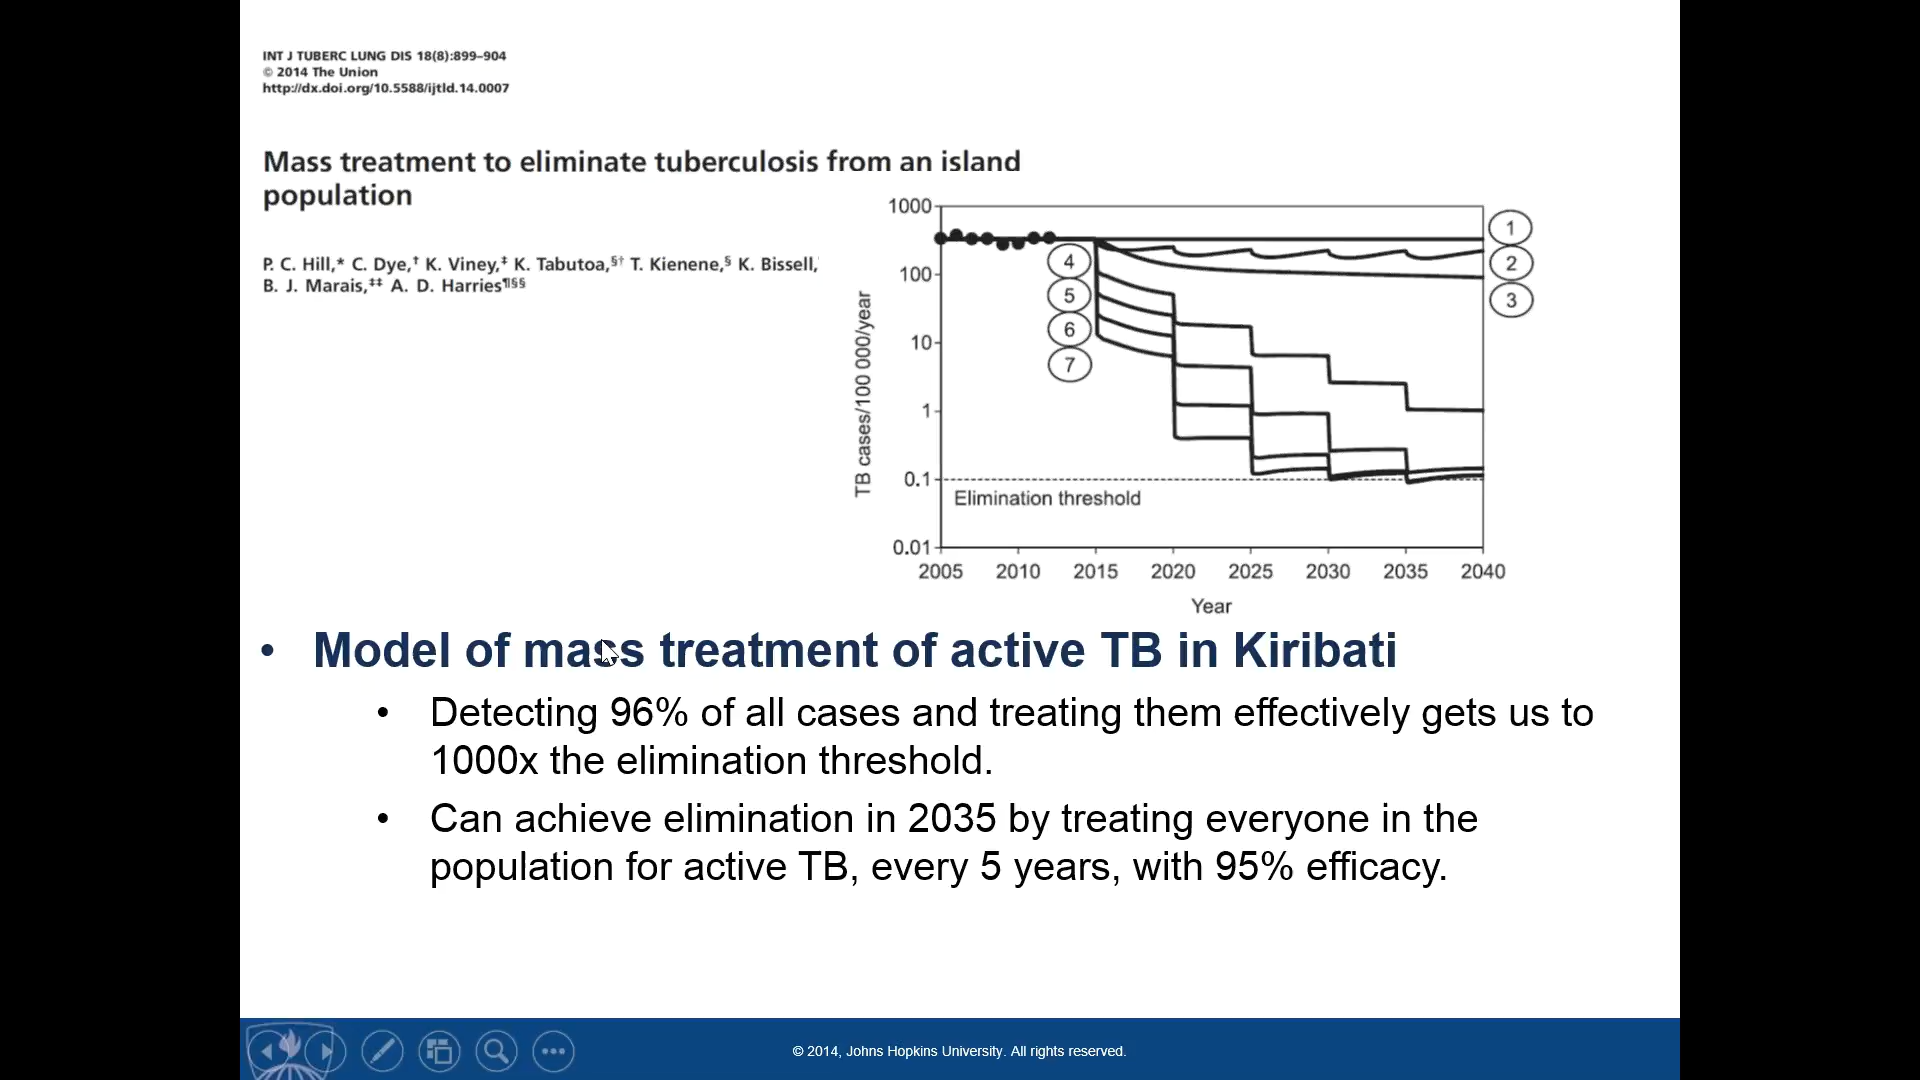 INT J TUBERC LUNG DIS 18(8):899–904
© 2014 The Union
http://dx.doi.org/10.5588/ijtld.14.0007
Mass treatment to eliminate tuberculosis from an island
population
P. C. Hill,* C. Dye,† K. Viney,‡ K. Tabutoa,§† T. Kienene,§ K. Bissell,
B. J. Marais,‡‡ A. D. Harries¶§§
TB cases/100 000/year
1000
100
10
1
0.1
0.01
1
2
3
4
5
6
7
Elimination threshold
2005 2010 2015 2020 2025 2030 2035 2040
Year
• Model of mass treatment of active TB in Kiribati
• Detecting 96% of all cases and treating them effectively gets us to
1000x the elimination threshold.
• Can achieve elimination in 2035 by treating everyone in the
population for active TB, every 5 years, with 95% efficacy.
© 2014, Johns Hopkins University. All rights reserved.